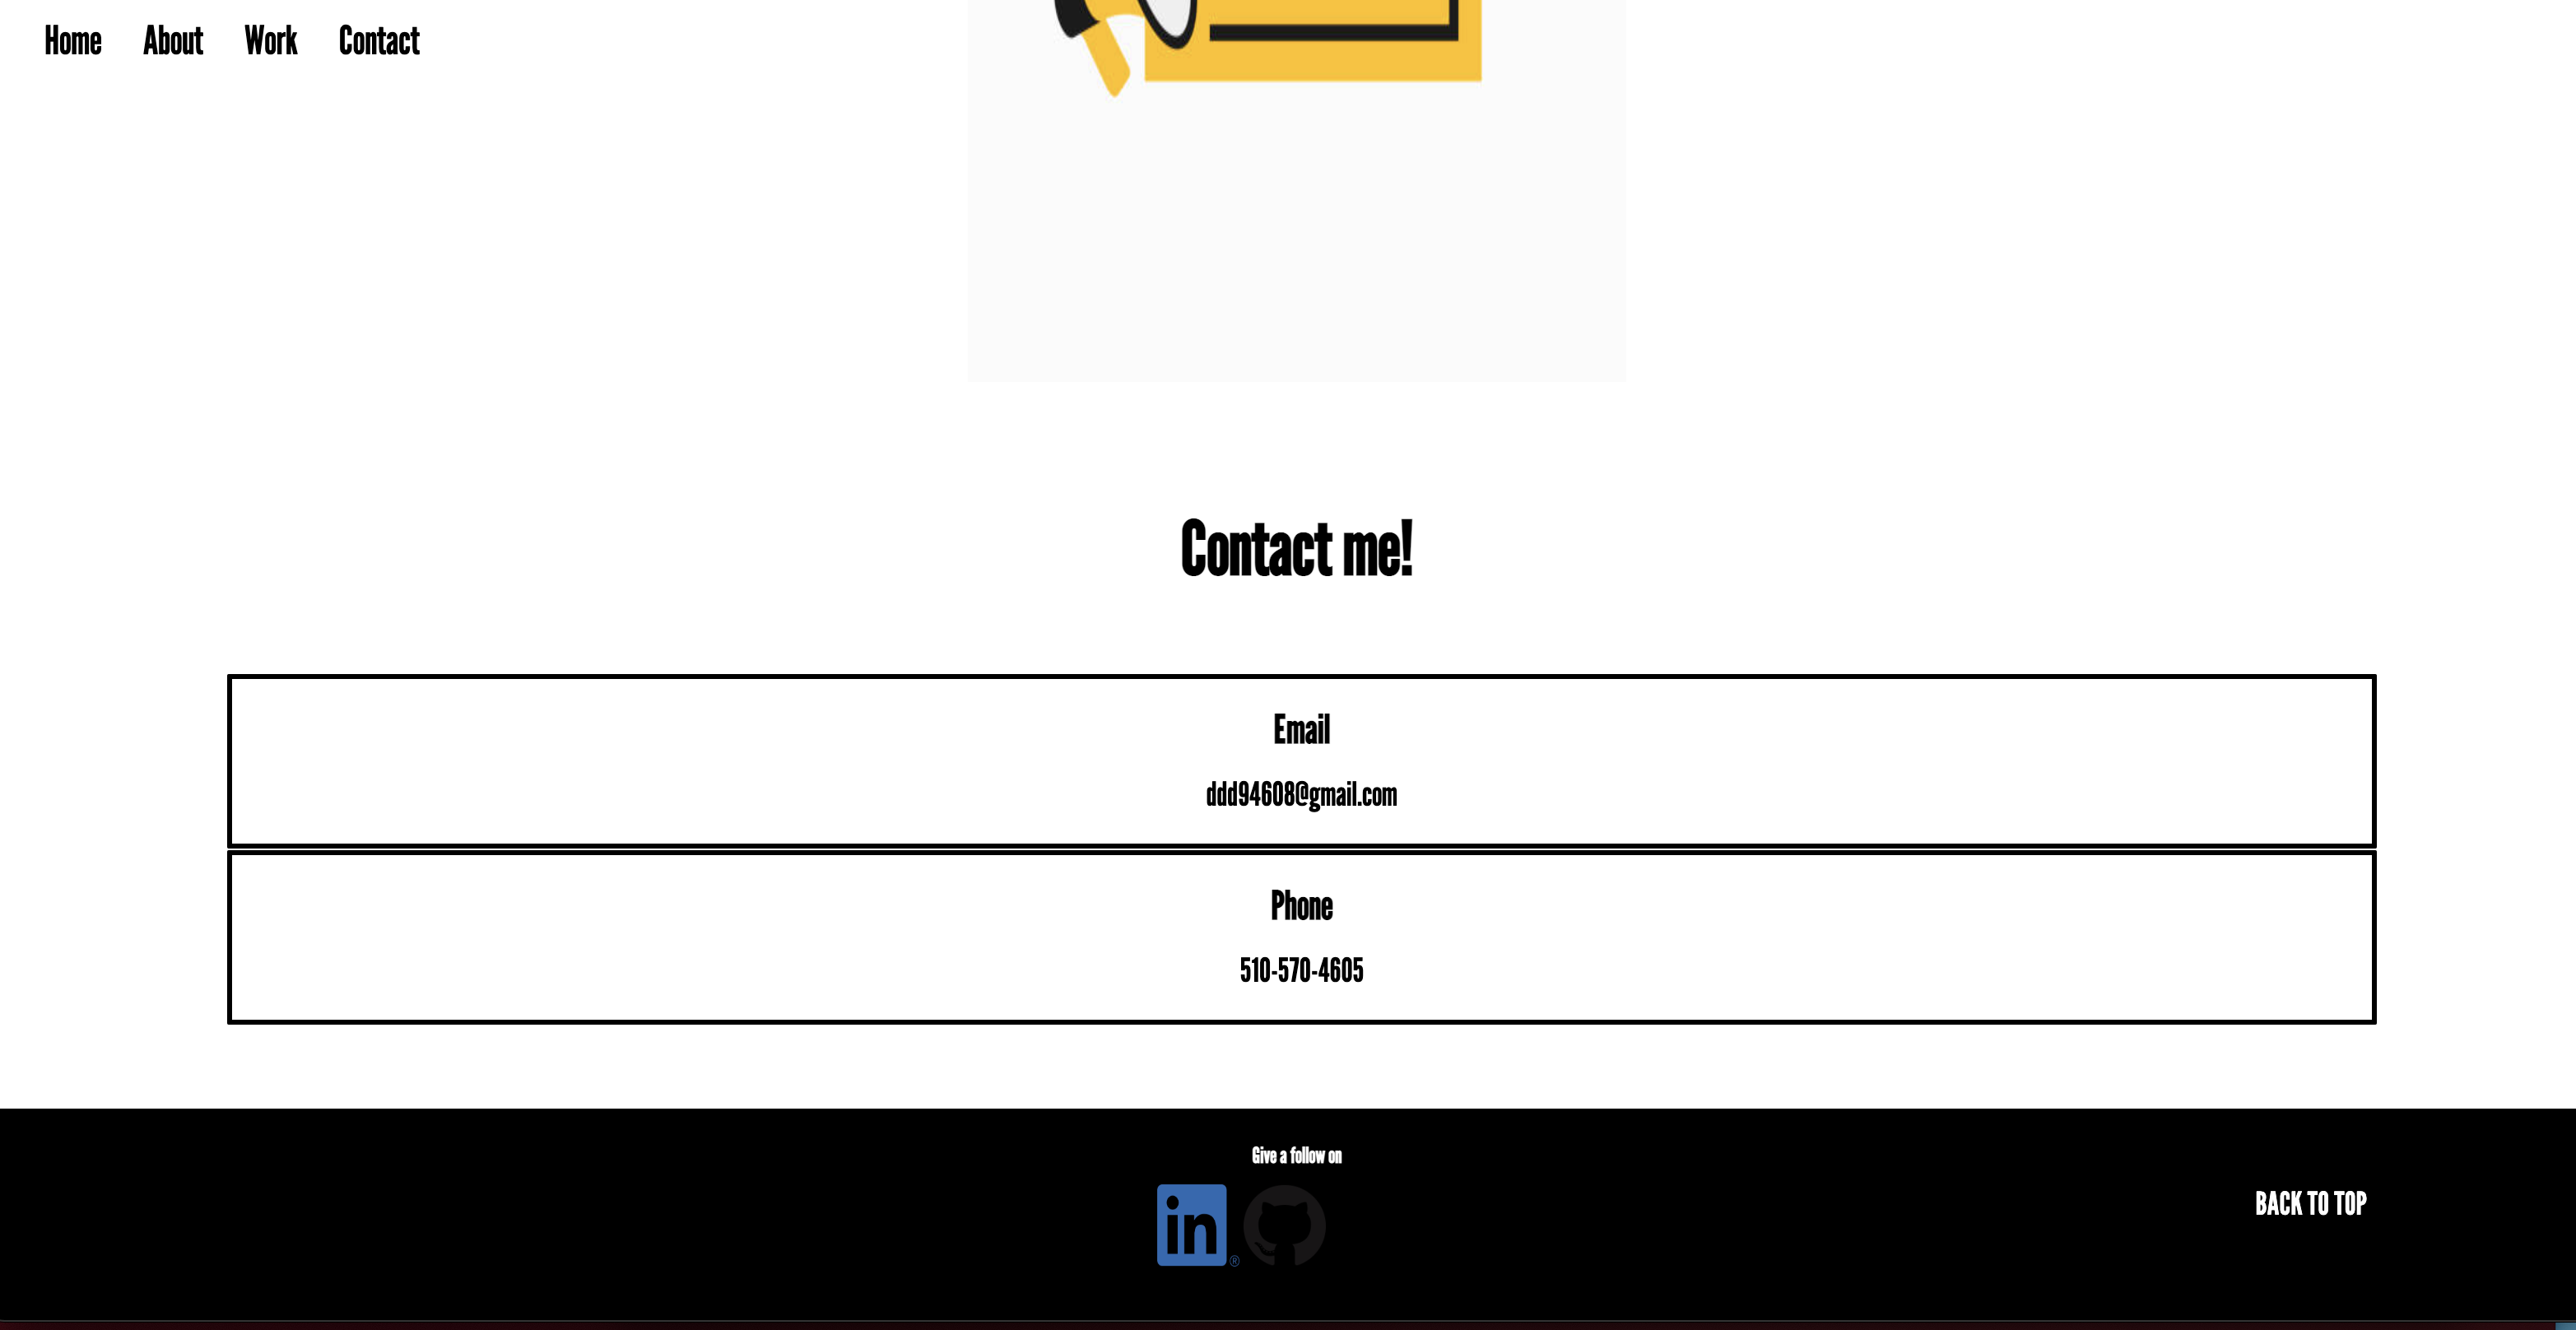 Home About Work Contact
Contact me!
Email
ddd94608@gmail.com
Phone
510-570-4605
Give a follow on
in ®
BACK TO TOP